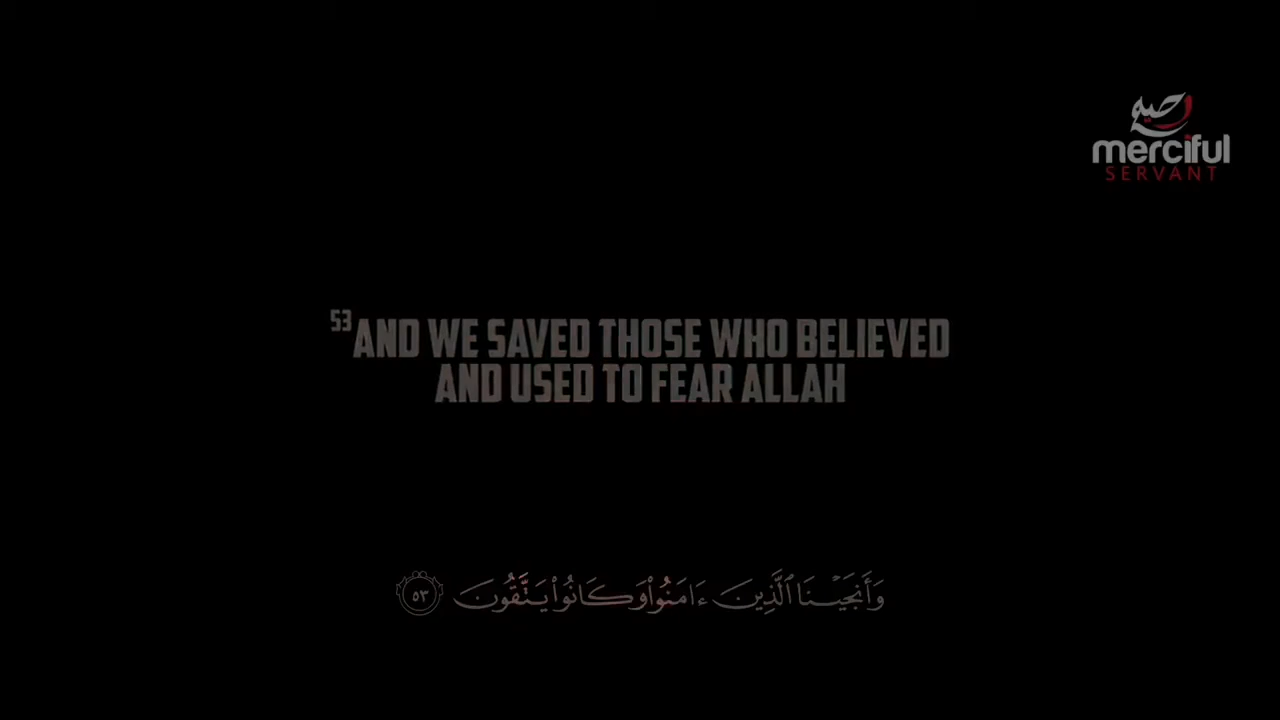 رحيم
merciful
SERVANT
53 AND WE SAVED THOSE WHO BELIEVED
AND USED TO FEAR ALLAH
وَأَنجَيْنَا ٱلَّذِينَ ءَامَنُوا۟ وَكَانُوا۟ يَتَّقُونَ ٥٣